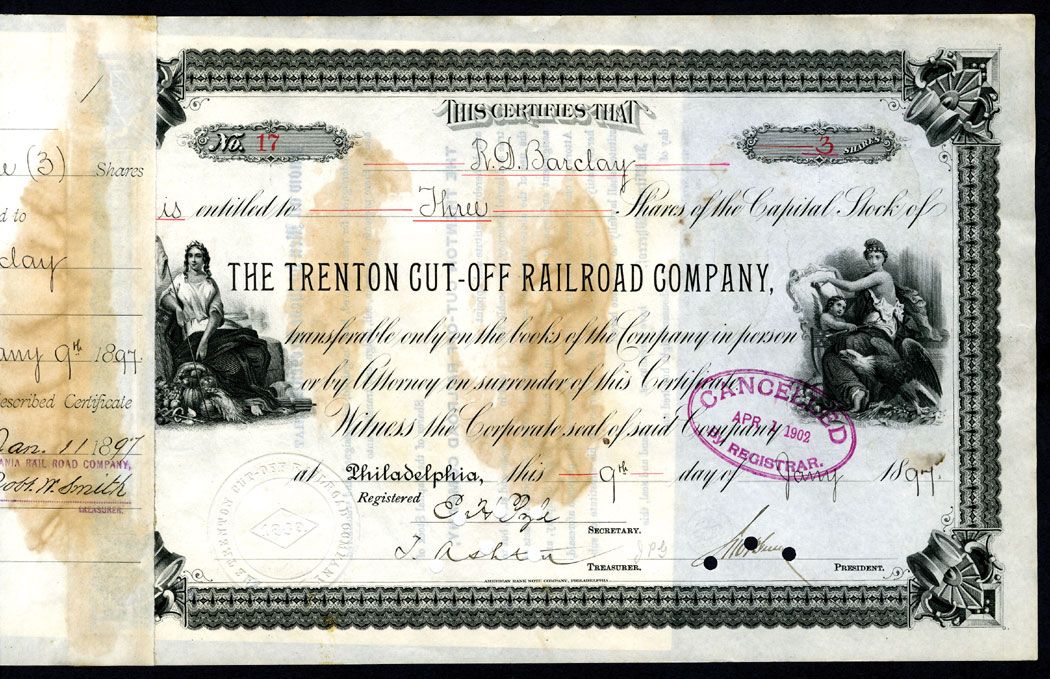 THIS CERTIFIES THAT
No. 17
3 SHARES
R. D. Barclay
is entitled to Three Shares of the Capital Stock of
THE TRENTON CUT-OFF RAILROAD COMPANY,
transferable only on the books of the Company in person
or by Attorney on surrender of this Certificate.
Witness the Corporate seal of said Company
at Philadelphia, this 9th day of Jany 1897.
Registered
SECRETARY.
TREASURER.
PRESIDENT.
AMERICAN BANK NOTE COMPANY, PHILADELPHIA
CANCELLED
APR 1 1902
BY REGISTRAR.
(3) Shares
d to
clay
9th 1897.
escribed Certificate
Jan. 11 1897
ANIA RAIL ROAD COMPANY,
W. Smith
TREASURER.